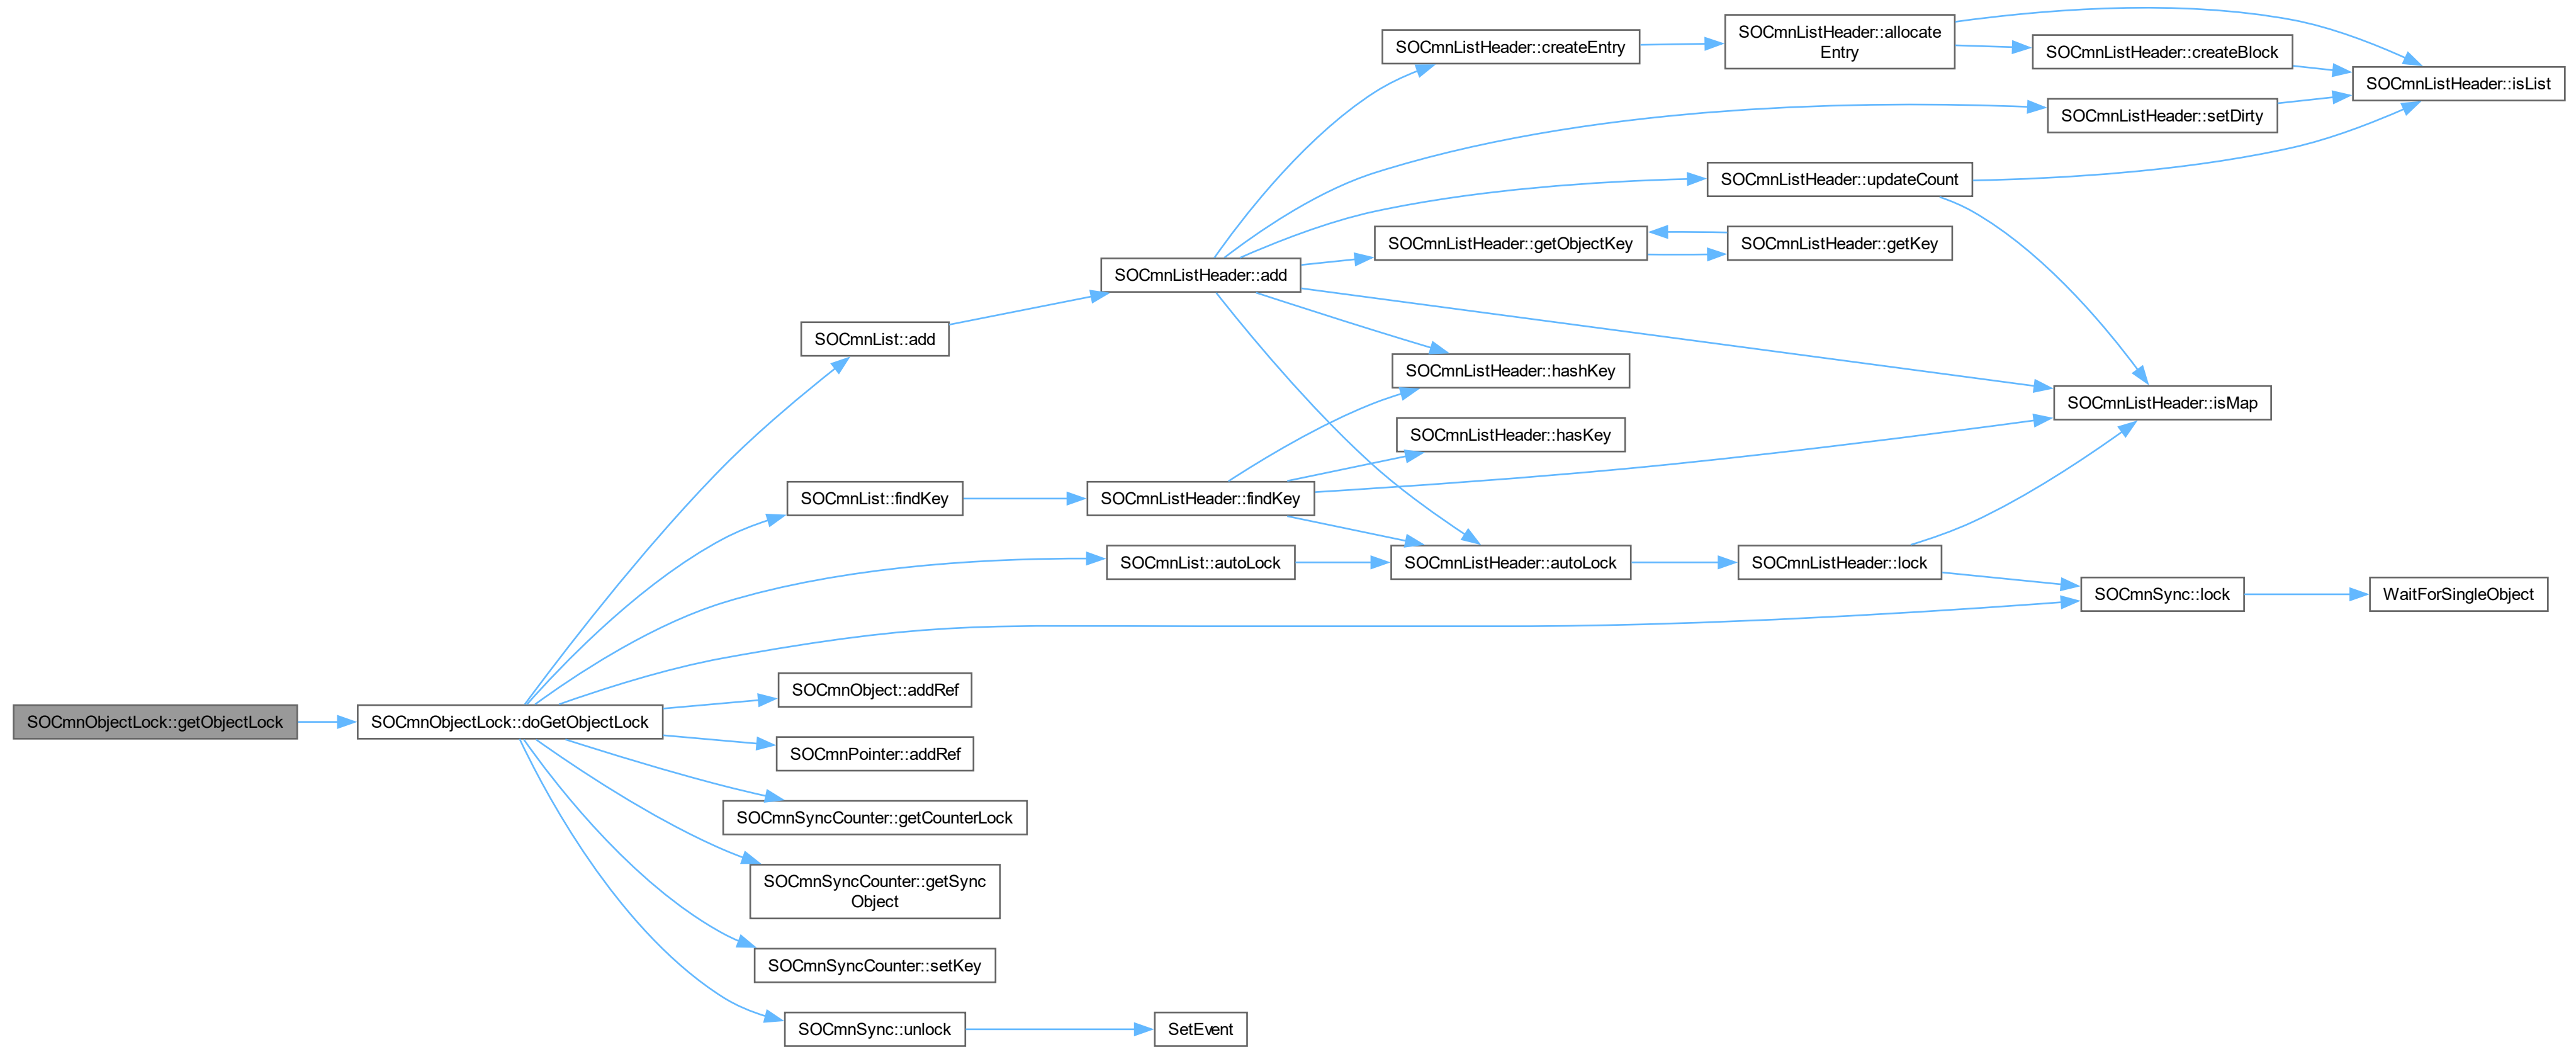 SOCmnListHeader::createEntry
SOCmnListHeader::allocate
Entry
SOCmnListHeader::createBlock
SOCmnListHeader::isList
SOCmnListHeader::setDirty
SOCmnListHeader::updateCount
SOCmnListHeader::getObjectKey
SOCmnListHeader::getKey
SOCmnListHeader::add
SOCmnList::add
SOCmnListHeader::hashKey
SOCmnListHeader::isMap
SOCmnListHeader::hasKey
SOCmnList::findKey
SOCmnListHeader::findKey
SOCmnList::autoLock
SOCmnListHeader::autoLock
SOCmnListHeader::lock
SOCmnSync::lock
WaitForSingleObject
SOCmnObject::addRef
SOCmnObjectLock::getObjectLock
SOCmnObjectLock::doGetObjectLock
SOCmnPointer::addRef
SOCmnSyncCounter::getCounterLock
SOCmnSyncCounter::getSync
Object
SOCmnSyncCounter::setKey
SOCmnSync::unlock
SetEvent